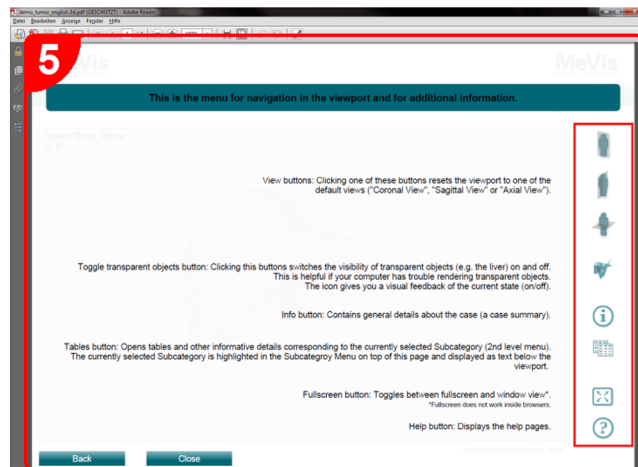 demo_tumor_english.3d.pdf (GESCHÜTZT) - Adobe Reader
Datei Bearbeiten Anzeige Fenster Hilfe
5
MeVis
This is the menu for navigation in the viewport and for additional information.
View buttons: Clicking one of these buttons resets the viewport to one of the
default views ("Coronal View", "Sagittal View" or "Axial View").
Toggle transparent objects button: Clicking this buttons switches the visibility of transparent objects (e.g. the liver) on and off.
This is helpful if your computer has trouble rendering transparent objects.
The icon gives you a visual feedback of the current state (on/off).
Info button: Contains general details about the case (a case summary).
Tables button: Opens tables and other informative details corresponding to the currently selected Subcategory (2nd level menu).
The currently selected Subcategory is highlighted in the Subcategroy Menu on top of this page and displayed as text below the
viewport.
Fullscreen button: Toggles between fullscreen and window view*.
*Fullscreen does not work inside browsers.
Help button: Displays the help pages.
Back Close